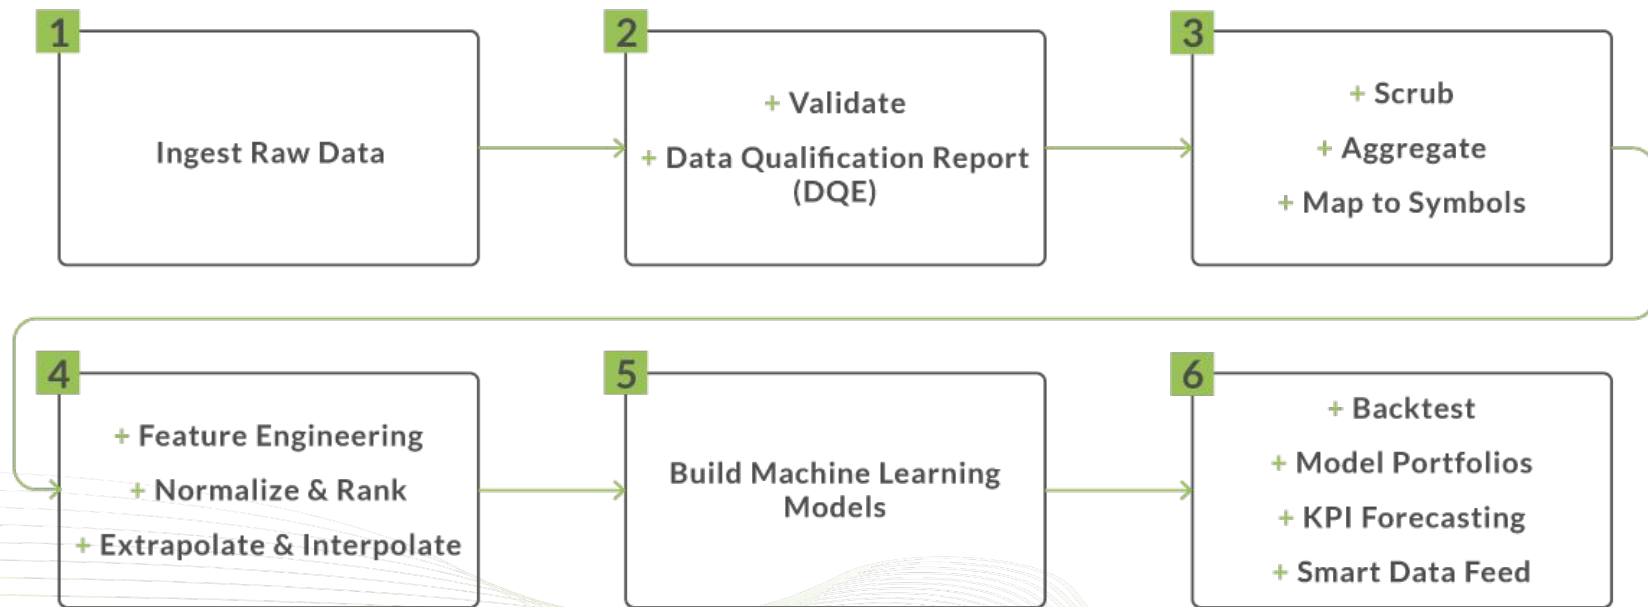 1
Ingest Raw Data
2
+ Validate
+ Data Qualification Report
(DQE)
3
+ Scrub
+ Aggregate
+ Map to Symbols
4
+ Feature Engineering
+ Normalize & Rank
+ Extrapolate & Interpolate
5
Build Machine Learning
Models
6
+ Backtest
+ Model Portfolios
+ KPI Forecasting
+ Smart Data Feed